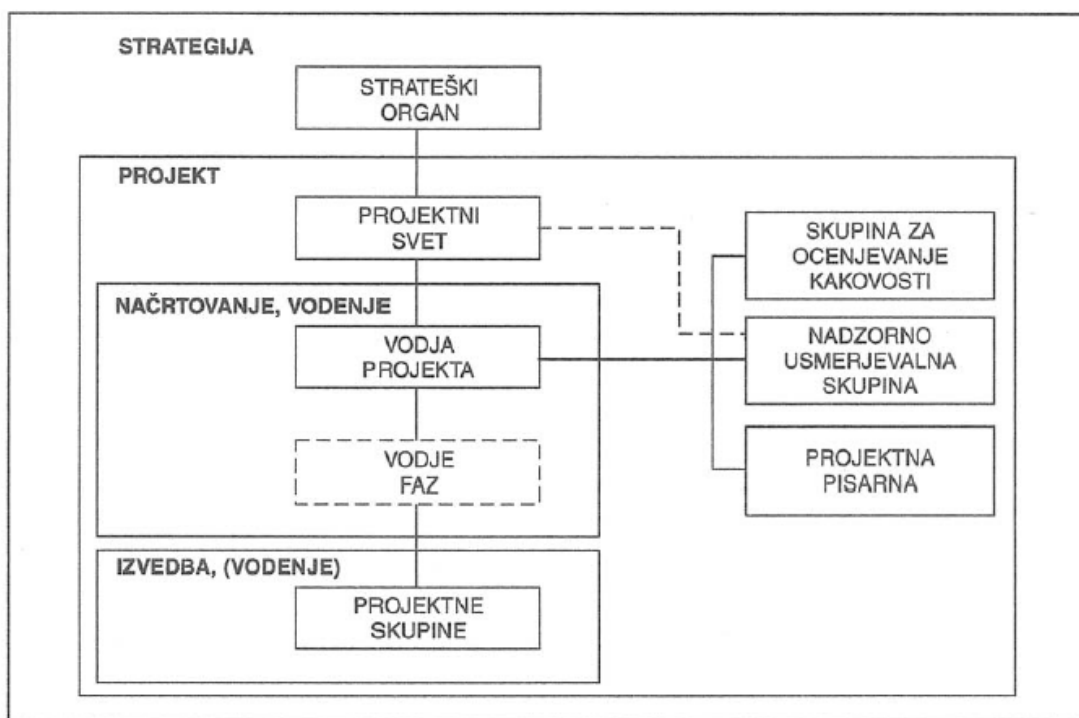 STRATEGIJA
STRATEŠKI
ORGAN
PROJEKT
PROJEKTNI
SVET
SKUPINA ZA
OCENJEVANJE
KAKOVOSTI
NAČRTOVANJE, VODENJE
VODJA
PROJEKTA
NADZORNO
USMERJEVALNA
SKUPINA
VODJE
FAZ
PROJEKTNA
PISARNA
IZVEDBA, (VODENJE)
PROJEKTNE
SKUPINE